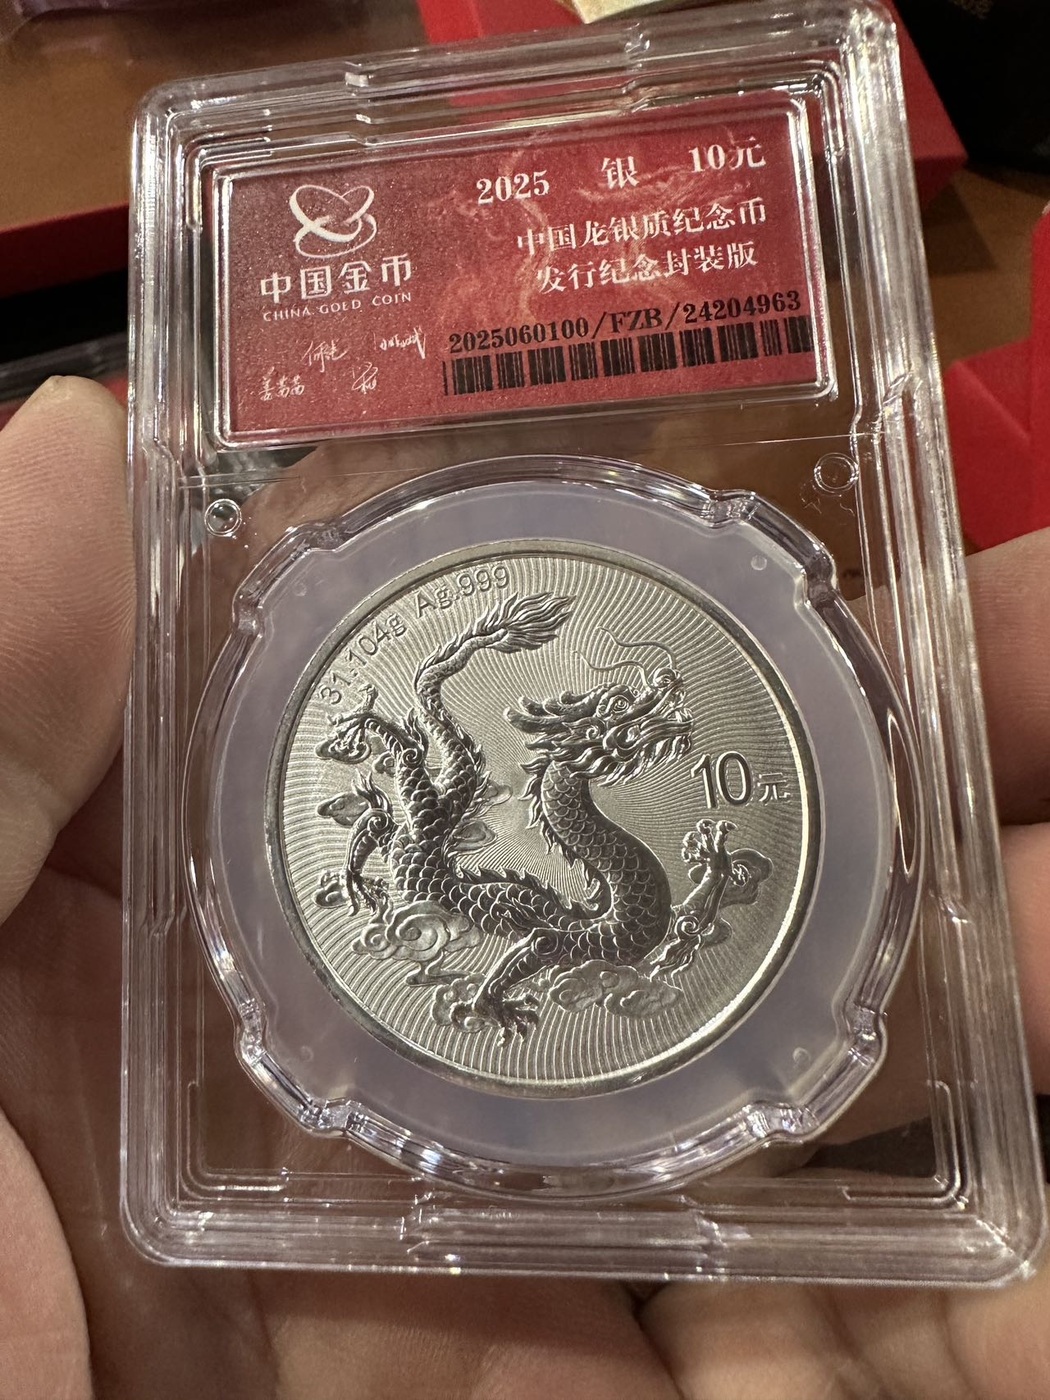 2025 银 10元
中国龙银质纪念币
发行纪念封装版
中国金币
CHINA GOLD COIN
2025060100/FZB/24204963
31.104g Ag.999
10元